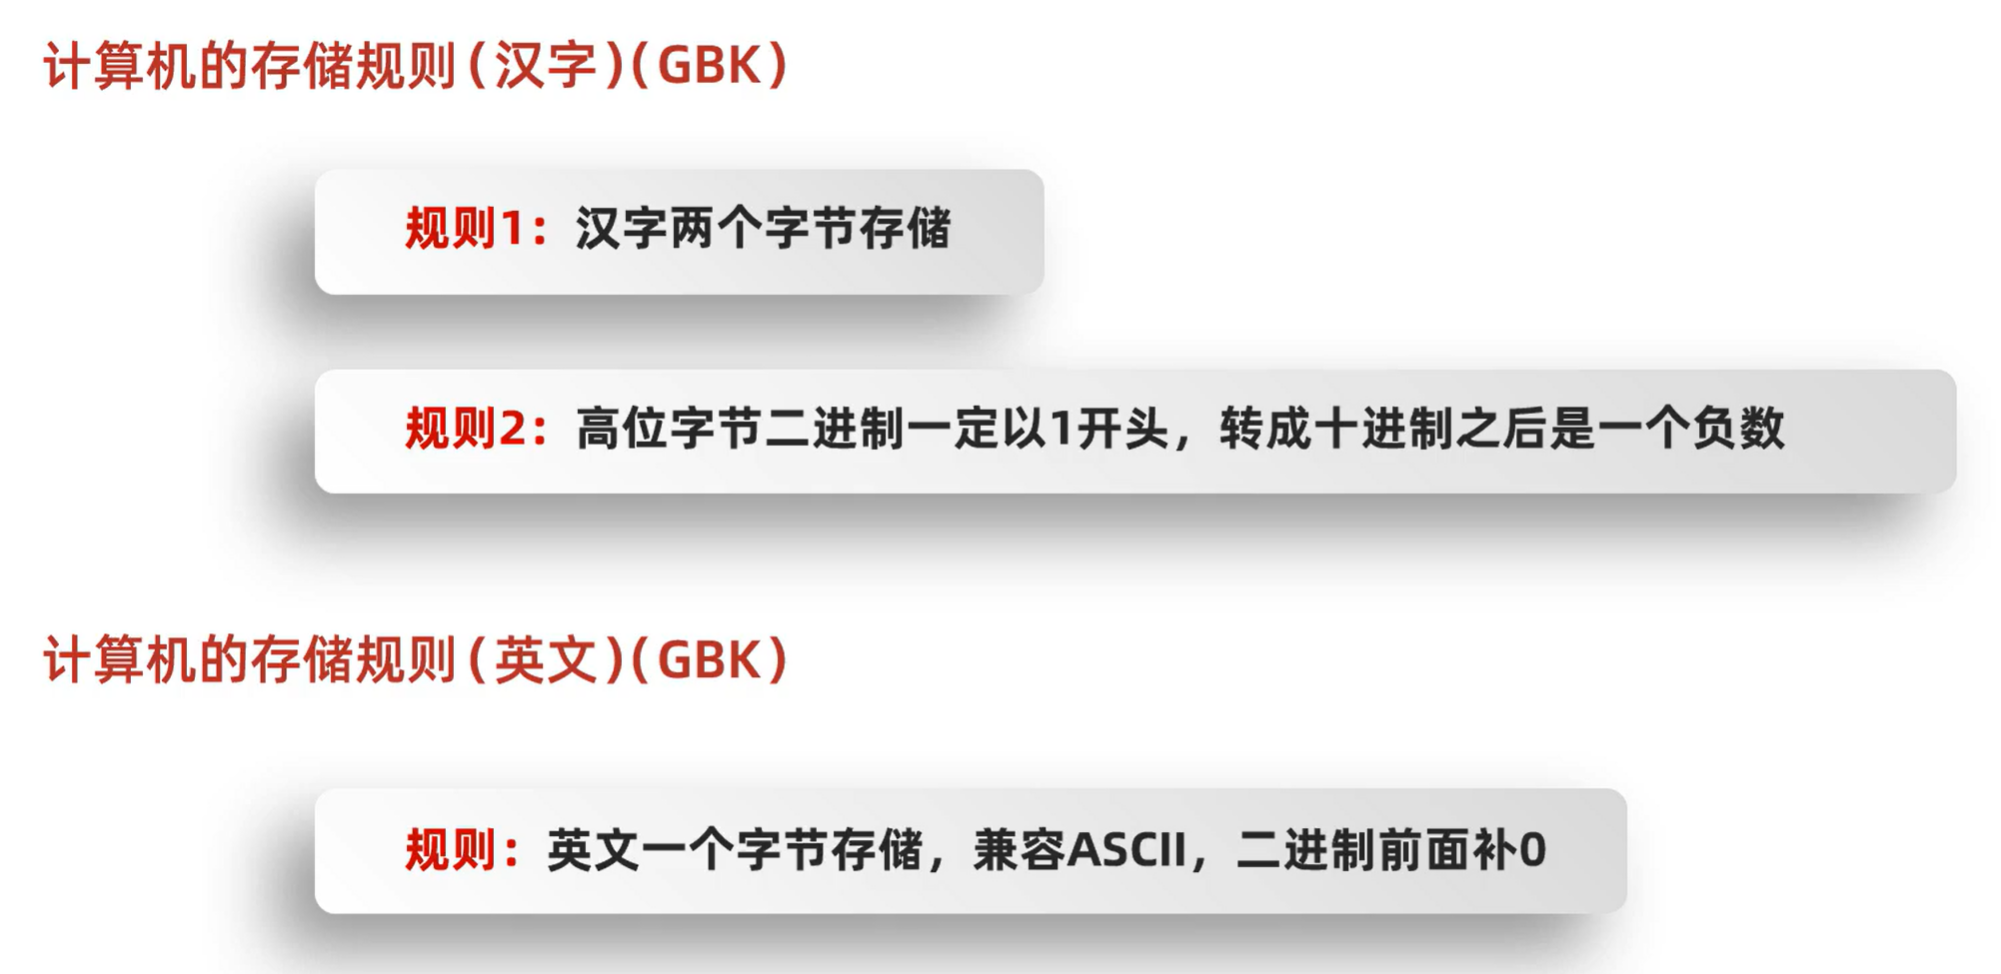 计算机的存储规则(汉字)(GBK)
规则1：汉字两个字节存储
规则2：高位字节二进制一定以1开头，转成十进制之后是一个负数
计算机的存储规则(英文)(GBK)
规则：英文一个字节存储，兼容ASCII，二进制前面补0